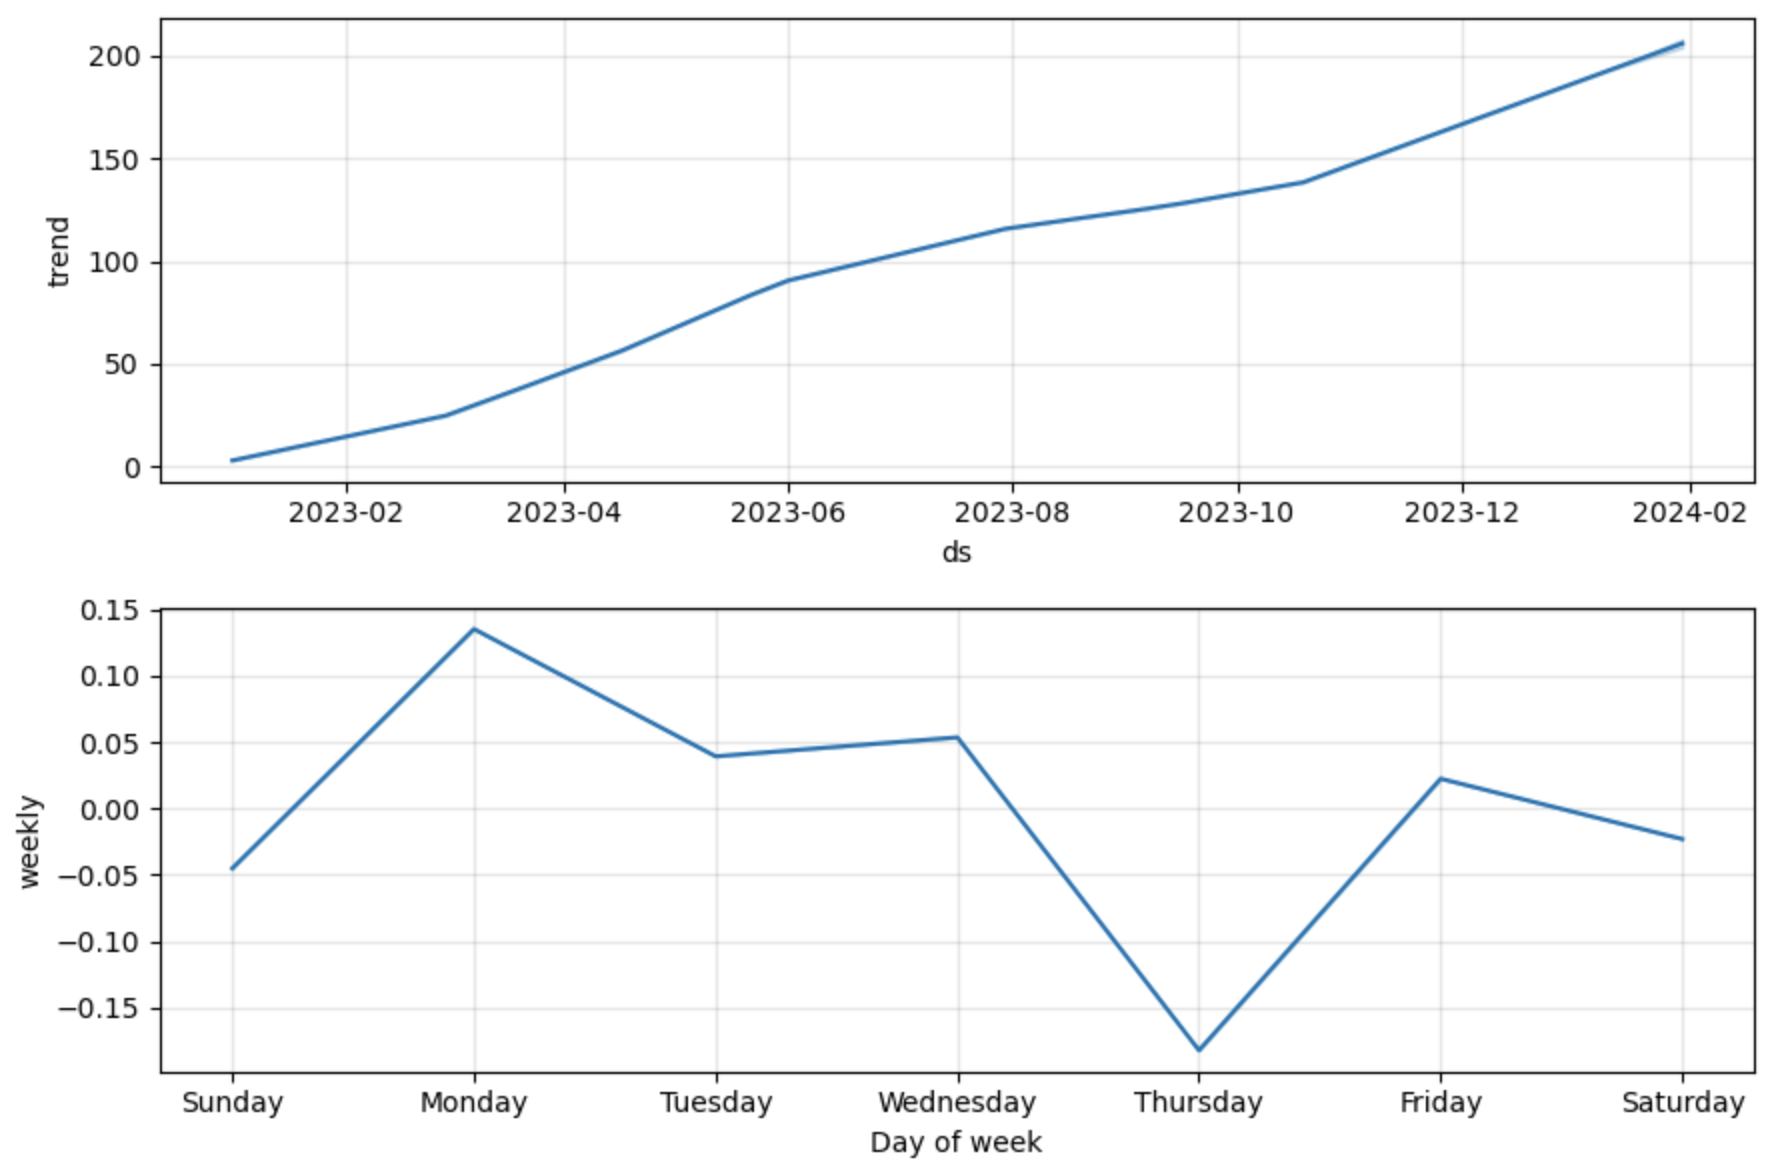 200
150
100
50
0
trend
2023-02 2023-04 2023-06 2023-08 2023-10 2023-12 2024-02
ds
0.15
0.10
0.05
0.00
−0.05
−0.10
−0.15
weekly
Sunday Monday Tuesday Wednesday Thursday Friday Saturday
Day of week